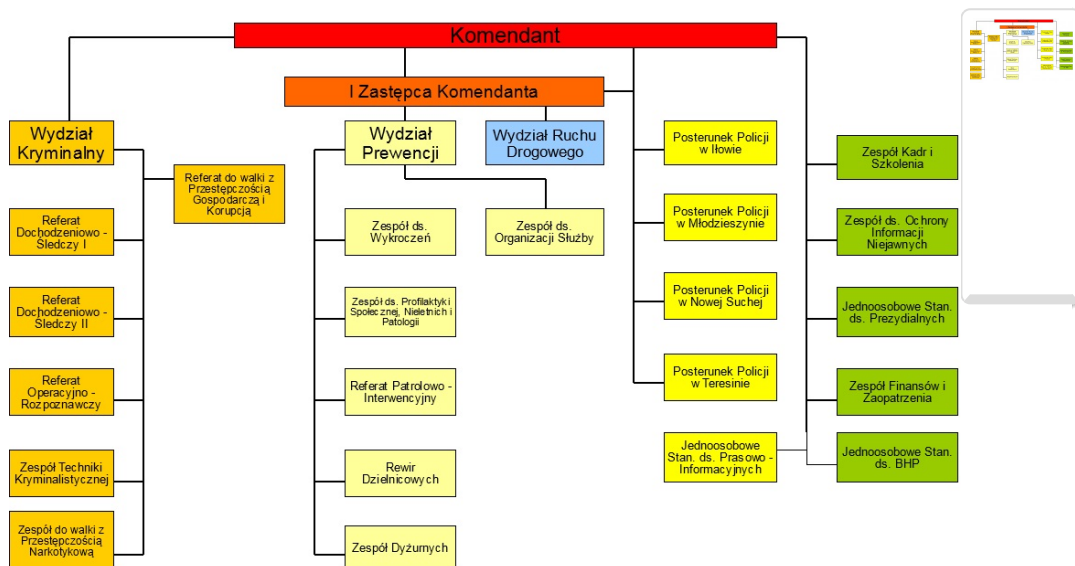 Komendant
I Zastępca Komendanta
Wydział
Kryminalny
Wydział
Prewencji
Wydział Ruchu
Drogowego
Posterunek Policji
w Iłowie
Zespół Kadr i
Szkolenia
Referat do walki z
Przestępczością
Gospodarczą i
Korupcją
Referat
Dochodzeniowo -
Śledczy I
Zespół ds.
Wykroczeń
Zespół ds.
Organizacji Służby
Posterunek Policji
w Młodzieszynie
Zespół ds. Ochrony
Informacji
Niejawnych
Referat
Dochodzeniowo -
Śledczy II
Zespół ds. Profilaktyki
Społecznej, Nieletnich i
Patologii
Posterunek Policji
w Nowej Suchej
Jednoosobowe Stan.
ds. Prezydialnych
Referat
Operacyjno -
Rozpoznawczy
Referat Patrolowo -
Interwencyjny
Posterunek Policji
w Teresinie
Zespół Finansów i
Zaopatrzenia
Zespół Techniki
Kryminalistycznej
Rewir
Dzielnicowych
Jednoosobowe
Stan. ds. Prasowo -
Informacyjnych
Jednoosobowe Stan.
ds. BHP
Zespół do walki z
Przestępczością
Narkotykową
Zespół Dyżurnych